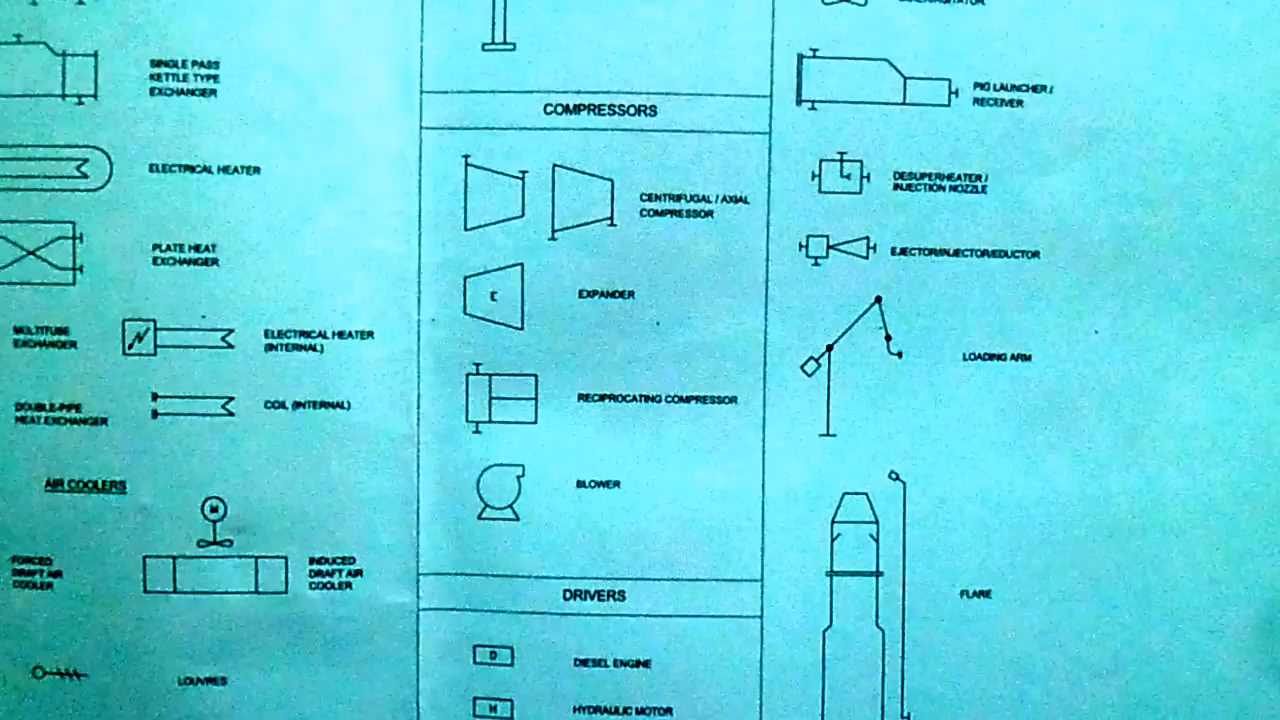 SINGLE PASS
KETTLE TYPE
EXCHANGER
ELECTRICAL HEATER
PLATE HEAT
EXCHANGER
MULTITUBE
EXCHANGER
ELECTRICAL HEATER
(INTERNAL)
DOUBLE-PIPE
HEAT EXCHANGER
COIL (INTERNAL)
AIR COOLERS
M
FORCED
DRAFT AIR
COOLER
INDUCED
DRAFT AIR
COOLER
LOUVRES
COMPRESSORS
CENTRIFUGAL / AXIAL
COMPRESSOR
E
EXPANDER
RECIPROCATING COMPRESSOR
BLOWER
DRIVERS
D
DIESEL ENGINE
H
HYDRAULIC MOTOR
PIG LAUNCHER /
RECEIVER
DESUPERHEATER /
INJECTION NOZZLE
EJECTOR/INJECTOR/EDUCTOR
LOADING ARM
FLARE